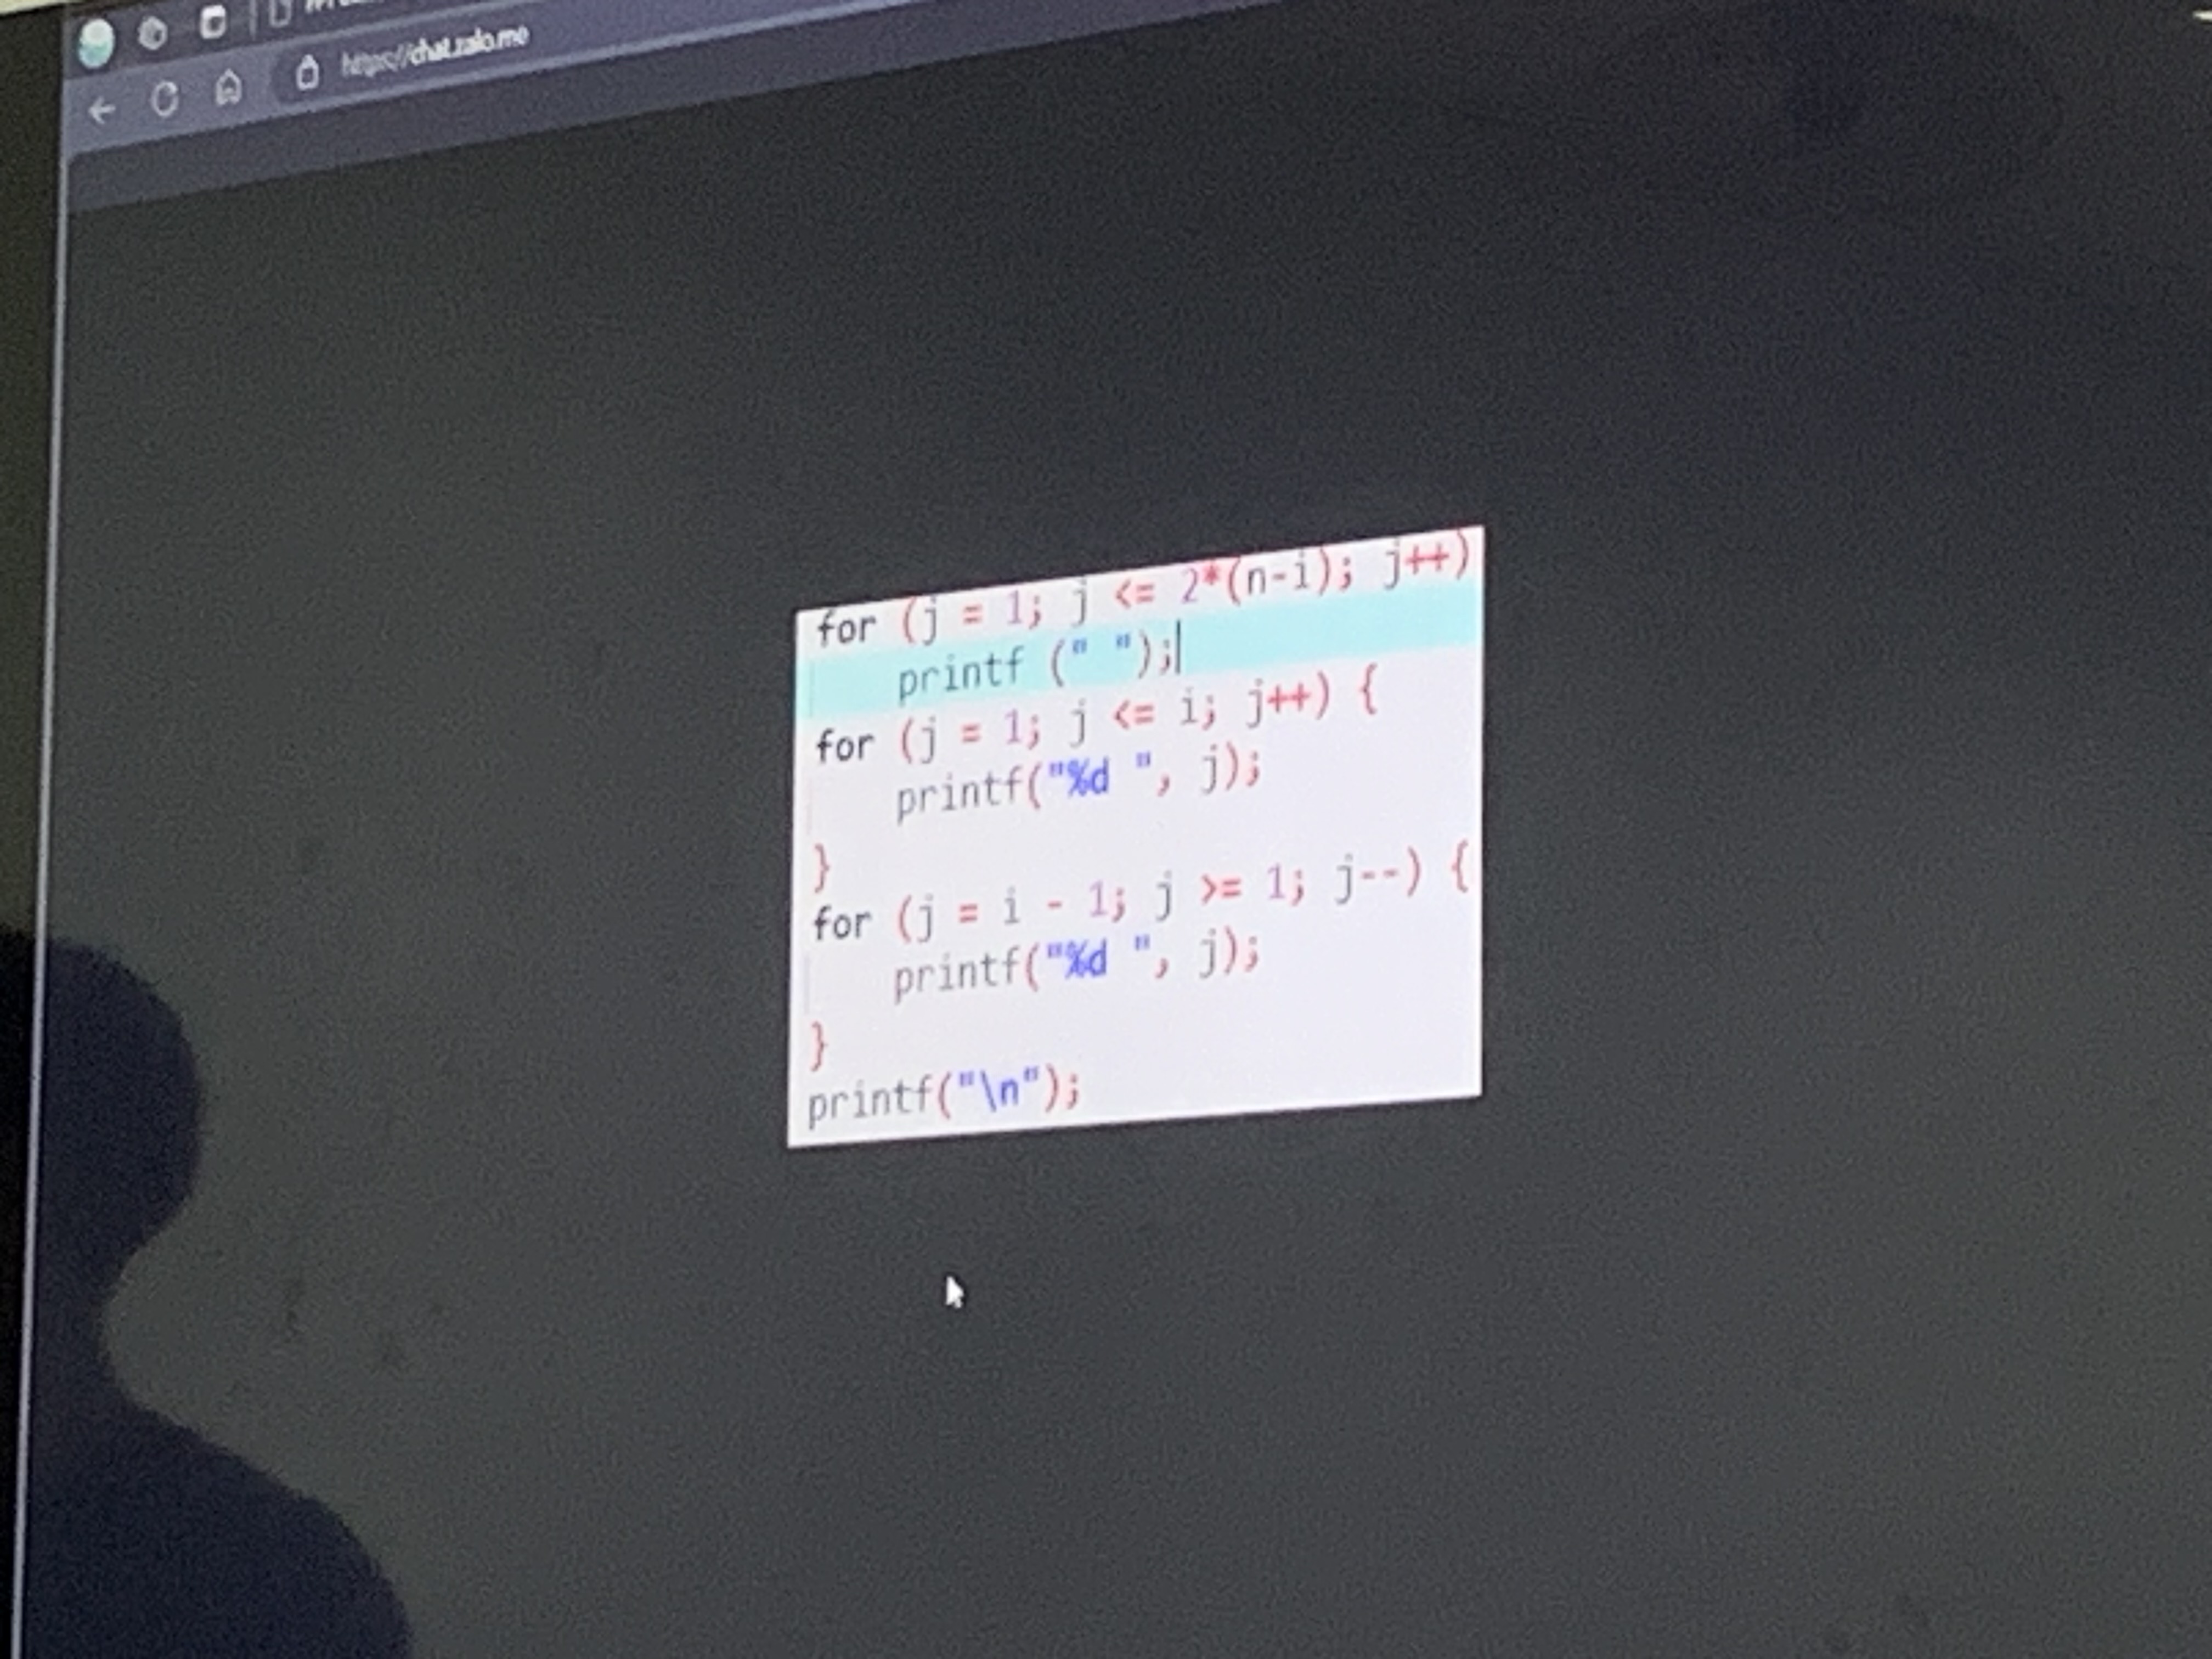 https://chat.zalo.me
for (j = 1; j <= 2*(n-i); j++)
    printf (" ");
for (j = 1; j <= i; j++) {
    printf("%d ", j);
}
for (j = i - 1; j >= 1; j--) {
    printf("%d ", j);
}
printf("\n");